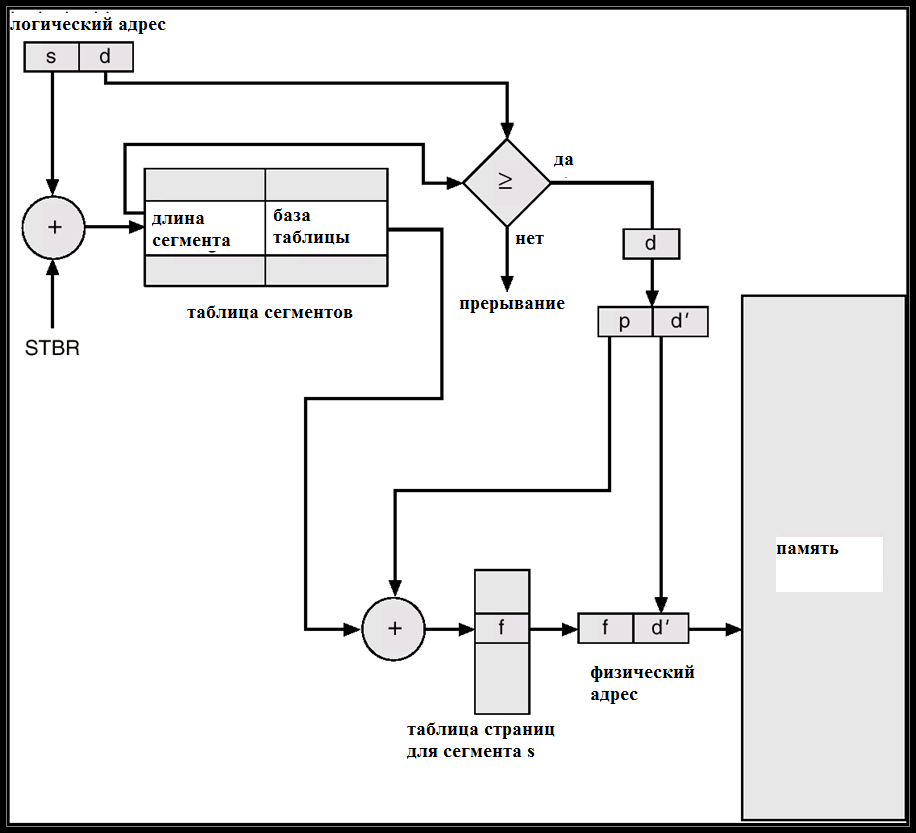 логический адрес
s d
≥
да
+
длина
сегмента
база
таблицы
нет
d
прерывание
таблица сегментов
p d′
STBR
память
+
f
f d′
физический
адрес
таблица страниц
для сегмента s